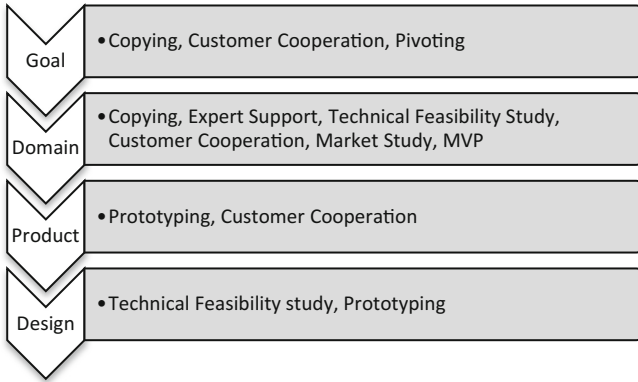 Goal
•Copying, Customer Cooperation, Pivoting
Domain
•Copying, Expert Support, Technical Feasibility Study,
Customer Cooperation, Market Study, MVP
Product
•Prototyping, Customer Cooperation
Design
•Technical Feasibility study, Prototyping